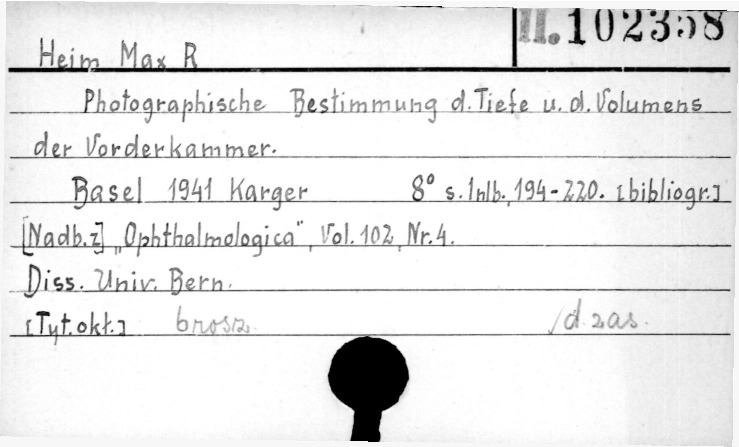 II. 102358
Heim Max R
Photographische Bestimmung d. Tiefe u. d. Volumens
der Vorderkammer.
Basel 1941 Karger 8° s. 1nlb., 194-220. [bibliogr.]
[Nadb. z] „Ophthalmologica", Vol. 102, Nr. 4.
Diss. Univ. Bern.
[Tyt. okł.] brosz. / d zas.